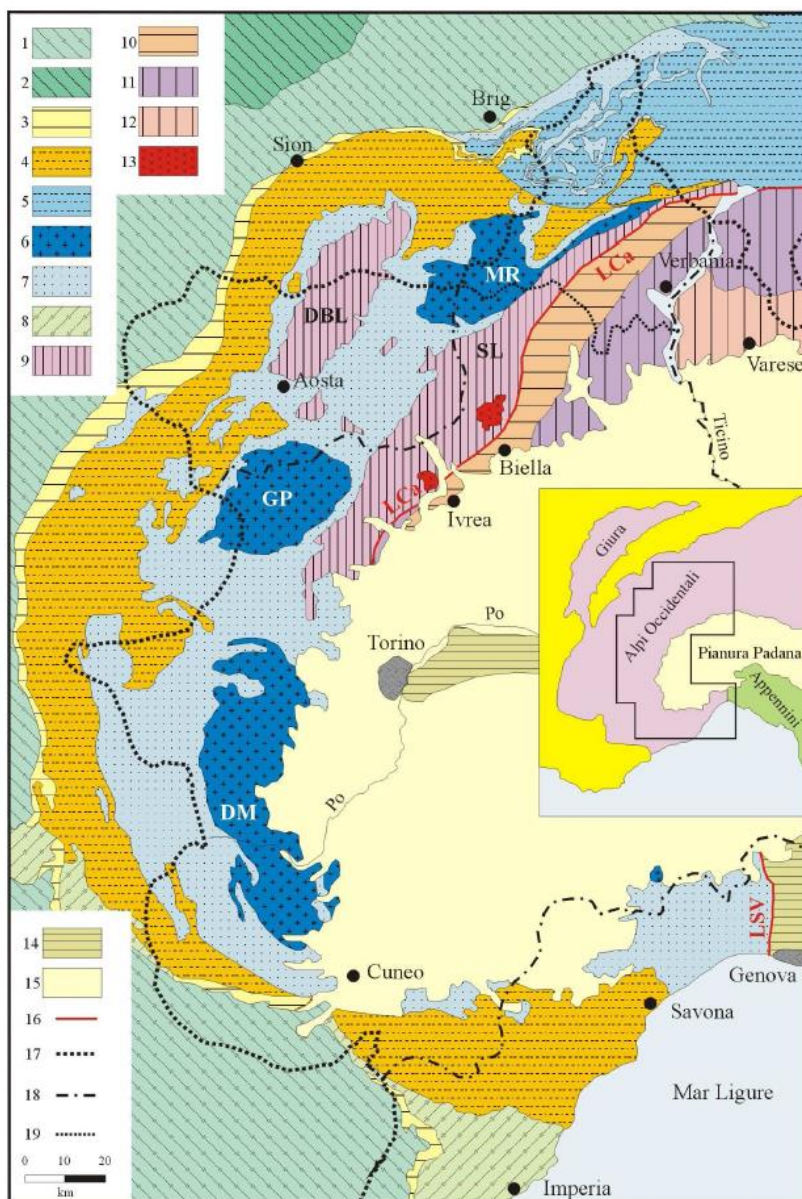 1
2
3
4
5
6
7
8
9
10
11
12
13
Brig
Sion
MR
LCa
Verbania
DBL
SL
Varese
Aosta
Ticino
Biella
GP
LCa
Ivrea
Giura
Alpi Occidentali
Pianura Padana
Appennini
Po
Torino
Po
DM
LSV
Cuneo
Genova
Savona
Mar Ligure
Imperia
14
15
16
17
18
19
0 10 20
km